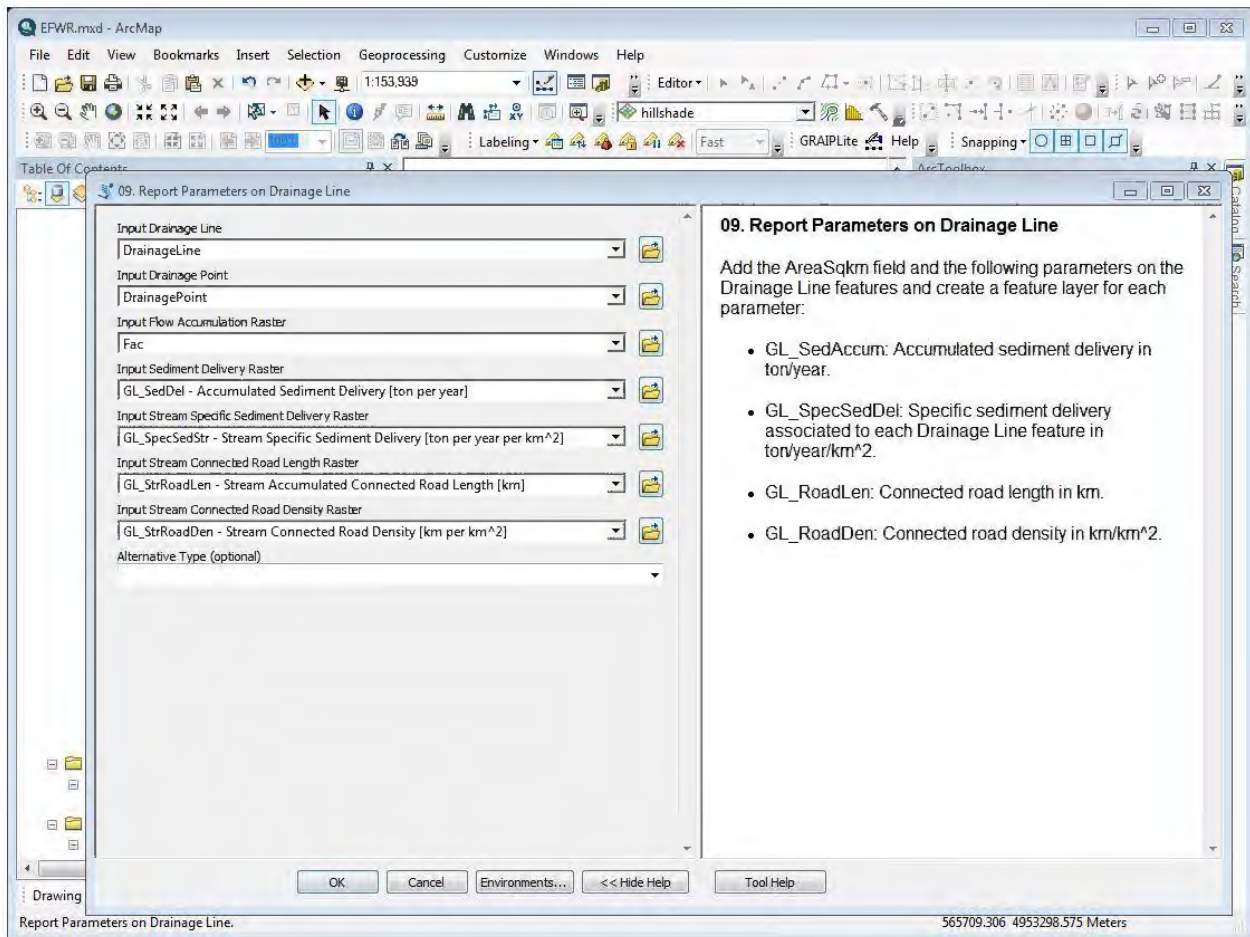 EFWR.mxd - ArcMap
File Edit View Bookmarks Insert Selection Geoprocessing Customize Windows Help
1:153,939
Editor
hillshade
100%
Labeling
Fast
GRAIPLite
Help
Snapping
Table Of Contents
ArcToolbox
Catalog
Search
09. Report Parameters on Drainage Line
Input Drainage Line
DrainageLine
Input Drainage Point
DrainagePoint
Input Flow Accumulation Raster
Fac
Input Sediment Delivery Raster
GL_SedDel - Accumulated Sediment Delivery [ton per year]
Input Stream Specific Sediment Delivery Raster
GL_SpecSedStr - Stream Specific Sediment Delivery [ton per year per km^2]
Input Stream Connected Road Length Raster
GL_StrRoadLen - Stream Accumulated Connected Road Length [km]
Input Stream Connected Road Density Raster
GL_StrRoadDen - Stream Connected Road Density [km per km^2]
Alternative Type (optional)
09. Report Parameters on Drainage Line
Add the AreaSqkm field and the following parameters on the
Drainage Line features and create a feature layer for each
parameter:
• GL_SedAccum: Accumulated sediment delivery in
ton/year.
• GL_SpecSedDel: Specific sediment delivery
associated to each Drainage Line feature in
ton/year/km^2.
• GL_RoadLen: Connected road length in km.
• GL_RoadDen: Connected road density in km/km^2.
OK
Cancel
Environments...
<< Hide Help
Tool Help
Drawing
Report Parameters on Drainage Line.
565709.306 4953298.575 Meters